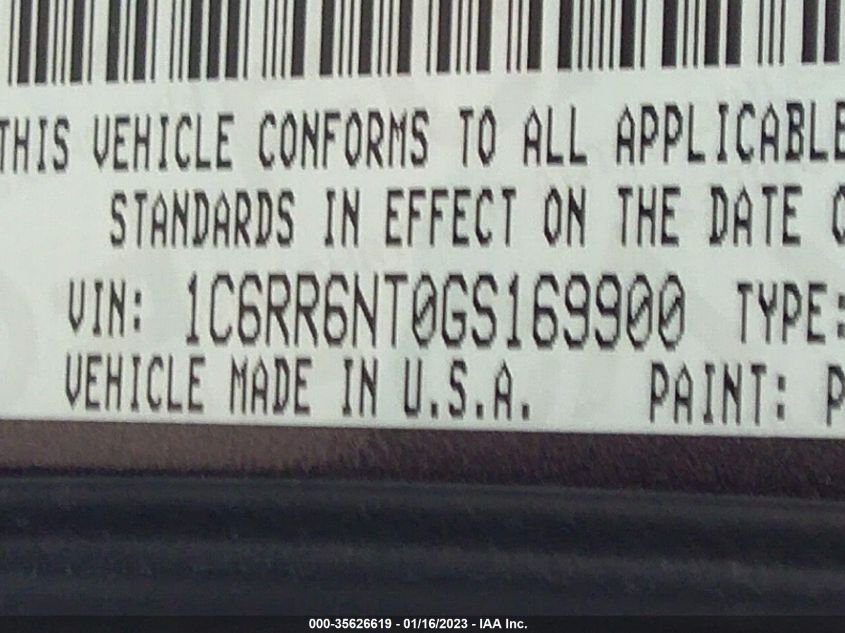 THIS VEHICLE CONFORMS TO ALL APPLICABLE
STANDARDS IN EFFECT ON THE DATE
VIN: 1C6RR6NT0GS169900 TYPE:
VEHICLE MADE IN U.S.A. PAINT: P
000-35626619 - 01/16/2023 - IAA Inc.